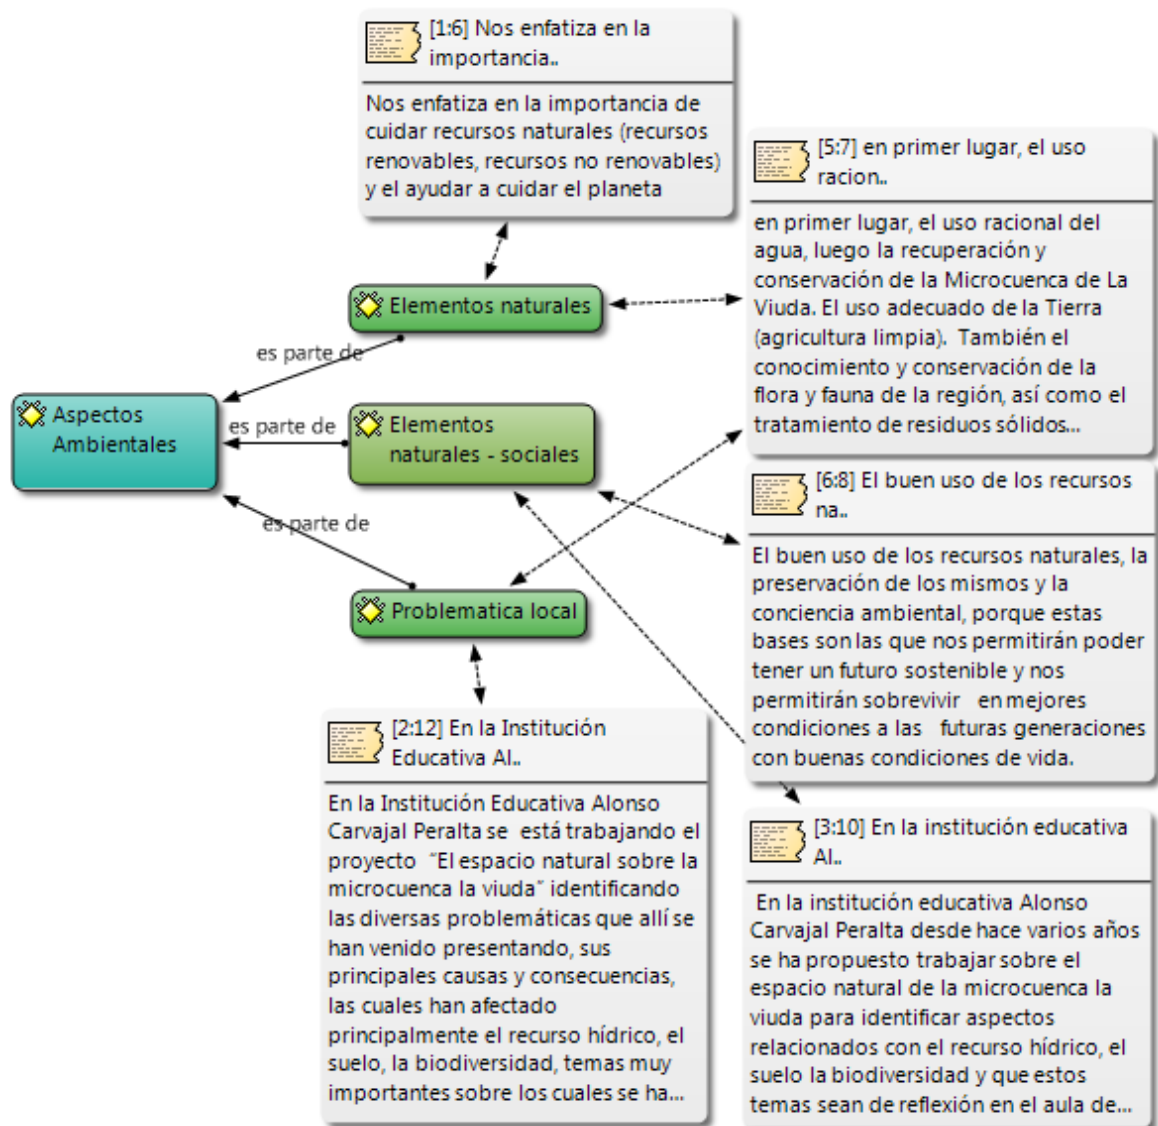 [1:6] Nos enfatiza en la
importancia..
Nos enfatiza en la importancia de
cuidar recursos naturales (recursos
renovables, recursos no renovables)
y el ayudar a cuidar el planeta
[5:7] en primer lugar, el uso
racion..
en primer lugar, el uso racional del
agua, luego la recuperación y
conservación de la Microcuenca de La
Viuda. El uso adecuado de la Tierra
(agricultura limpia). También el
conocimiento y conservación de la
flora y fauna de la región, así como el
tratamiento de residuos sólidos...
Elementos naturales
es parte de
Aspectos
Ambientales
es parte de
Elementos
naturales - sociales
es parte de
Problematica local
[6:8] El buen uso de los recursos
na..
El buen uso de los recursos naturales, la
preservación de los mismos y la
conciencia ambiental, porque estas
bases son las que nos permitirán poder
tener un futuro sostenible y nos
permitirán sobrevivir en mejores
condiciones a las futuras generaciones
con buenas condiciones de vida.
[2:12] En la Institución
Educativa Al..
En la Institución Educativa Alonso
Carvajal Peralta se está trabajando el
proyecto ¨El espacio natural sobre la
microcuenca la viuda¨ identificando
las diversas problemáticas que allí se
han venido presentando, sus
principales causas y consecuencias,
las cuales han afectado
principalmente el recurso hídrico, el
suelo, la biodiversidad, temas muy
importantes sobre los cuales se ha...
[3:10] En la institución educativa
Al..
En la institución educativa Alonso
Carvajal Peralta desde hace varios años
se ha propuesto trabajar sobre el
espacio natural de la microcuenca la
viuda para identificar aspectos
relacionados con el recurso hídrico, el
suelo la biodiversidad y que estos
temas sean de reflexión en el aula de...